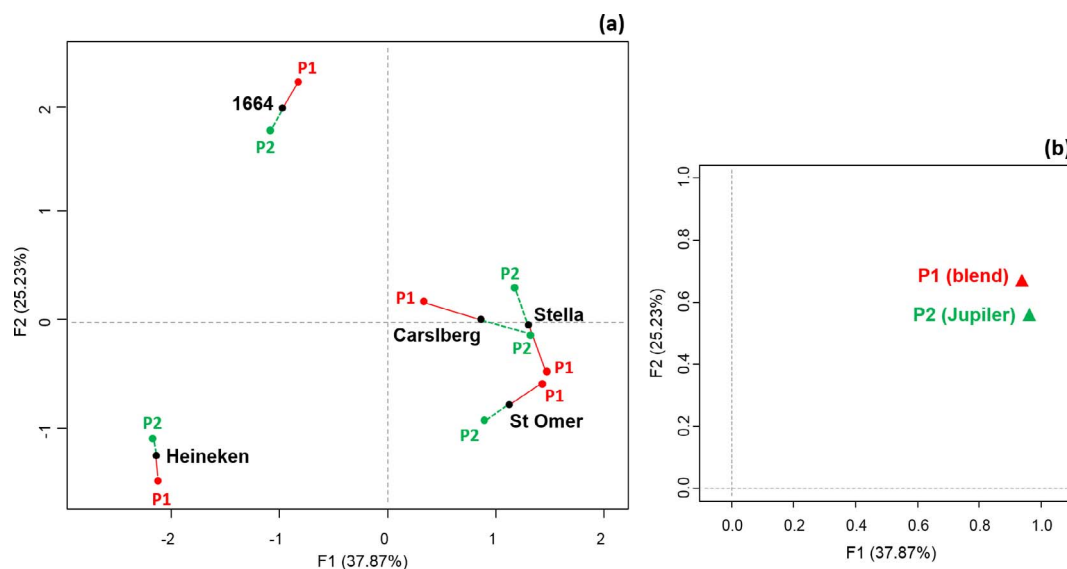 (a)
P1
1664
P2
2
1
0
-1
F2 (25.23%)
P2
P1
Stella
Carslberg
P2
P1
P1
St Omer
P2
P2
Heineken
P1
-2
-1
0
1
2
F1 (37.87%)
(b)
1.0
0.8
0.6
0.4
0.2
0.0
F2 (25.23%)
P1 (blend)
P2 (Jupiler)
0.0
0.2
0.4
0.6
0.8
1.0
F1 (37.87%)